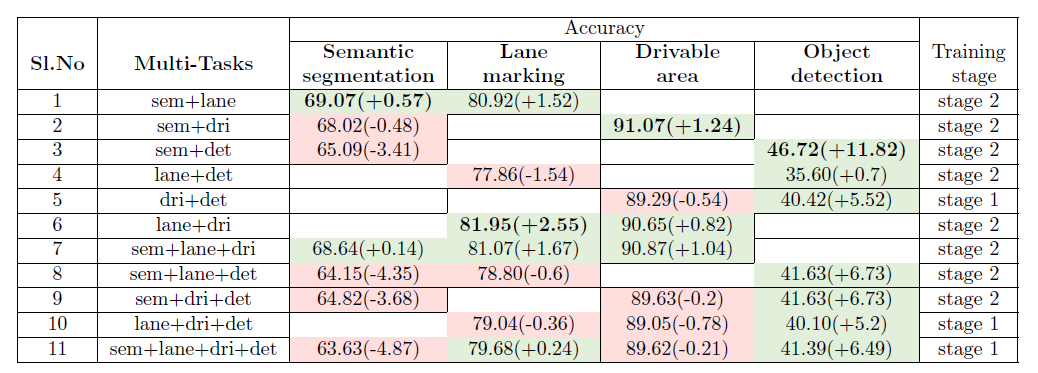 Accuracy
Sl.No Multi-Tasks Semantic segmentation Lane marking Drivable area Object detection Training stage
1 sem+lane 69.07(+0.57) 80.92(+1.52) stage 2
2 sem+dri 68.02(-0.48) 91.07(+1.24) stage 2
3 sem+det 65.09(-3.41) 46.72(+11.82) stage 2
4 lane+det 77.86(-1.54) 35.60(+0.7) stage 2
5 dri+det 89.29(-0.54) 40.42(+5.52) stage 1
6 lane+dri 81.95(+2.55) 90.65(+0.82) stage 2
7 sem+lane+dri 68.64(+0.14) 81.07(+1.67) 90.87(+1.04) stage 2
8 sem+lane+det 64.15(-4.35) 78.80(-0.6) 41.63(+6.73) stage 2
9 sem+dri+det 64.82(-3.68) 89.63(-0.2) 41.63(+6.73) stage 2
10 lane+dri+det 79.04(-0.36) 89.05(-0.78) 40.10(+5.2) stage 1
11 sem+lane+dri+det 63.63(-4.87) 79.68(+0.24) 89.62(-0.21) 41.39(+6.49) stage 1